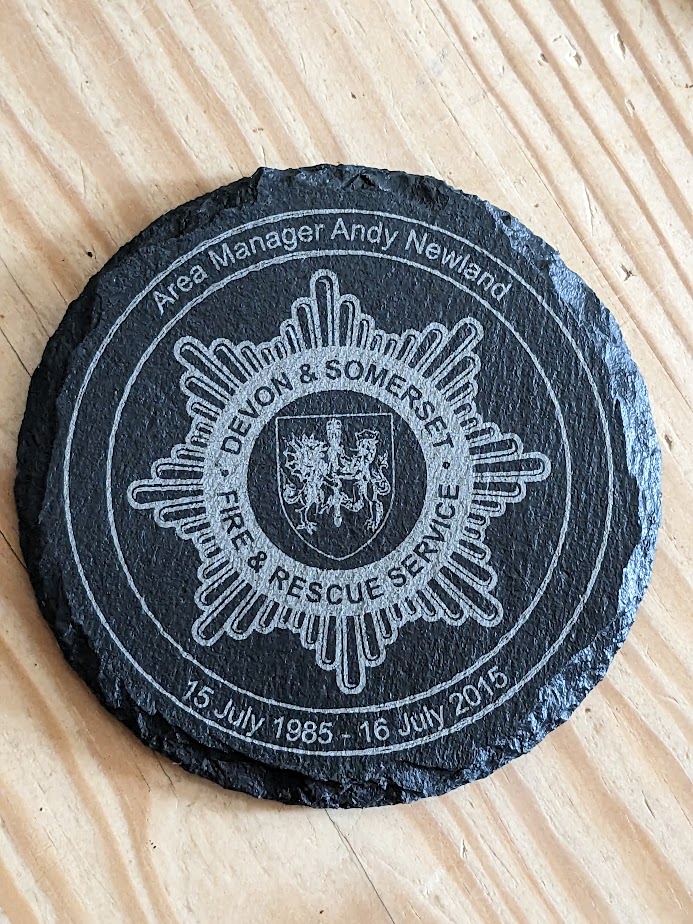 Area Manager Andy Newland
DEVON & SOMERSET
FIRE & RESCUE SERVICE
15 July 1985 - 16 July 2015